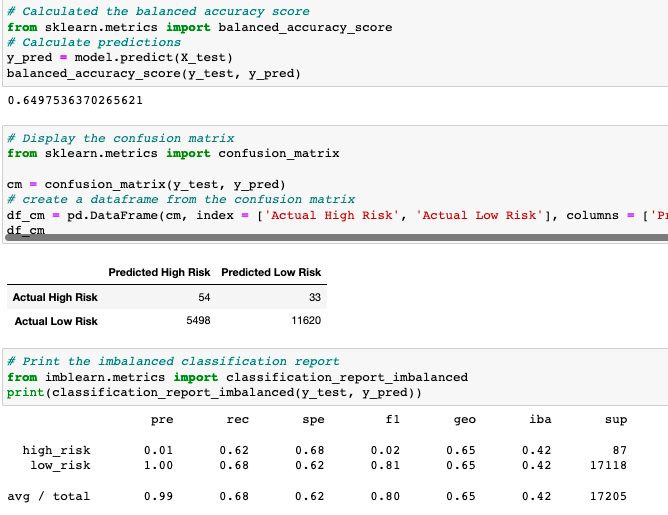 # Calculated the balanced accuracy score
from sklearn.metrics import balanced_accuracy_score
# Calculate predictions
y_pred = model.predict(X_test)
balanced_accuracy_score(y_test, y_pred)
0.6497536370265621
# Display the confusion matrix
from sklearn.metrics import confusion_matrix
cm = confusion_matrix(y_test, y_pred)
# create a dataframe from the confusion matrix
df_cm = pd.DataFrame(cm, index = ['Actual High Risk', 'Actual Low Risk'], columns = ['Pr
df_cm
Predicted High Risk Predicted Low Risk
Actual High Risk 54 33
Actual Low Risk 5498 11620
# Print the imbalanced classification report
from imblearn.metrics import classification_report_imbalanced
print(classification_report_imbalanced(y_test, y_pred))
pre rec spe f1 geo iba sup
high_risk 0.01 0.62 0.68 0.02 0.65 0.42 87
low_risk 1.00 0.68 0.62 0.81 0.65 0.42 17118
avg / total 0.99 0.68 0.62 0.80 0.65 0.42 17205